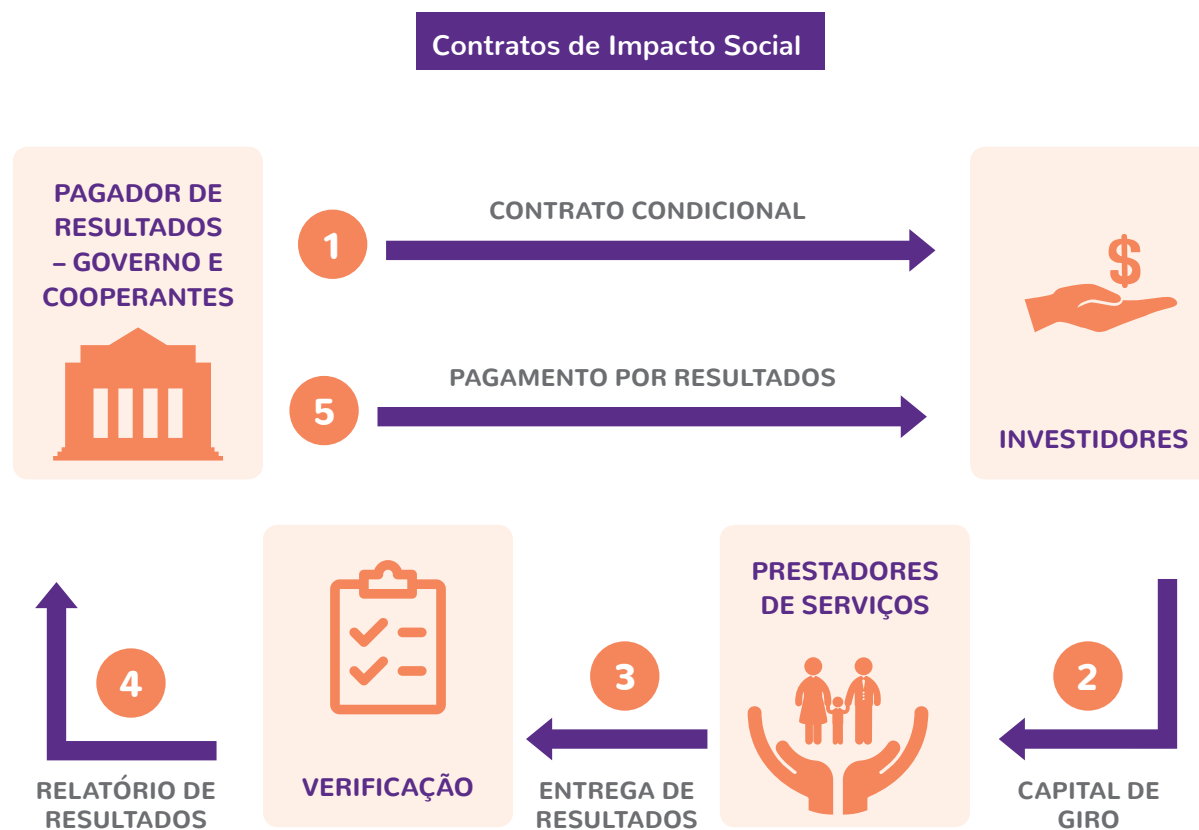 Contratos de Impacto Social
PAGADOR DE
RESULTADOS
– GOVERNO E
COOPERANTES
1
CONTRATO CONDICIONAL
$
5
PAGAMENTO POR RESULTADOS
INVESTIDORES
4
RELATÓRIO DE
RESULTADOS
VERIFICAÇÃO
3
ENTREGA DE
RESULTADOS
PRESTADORES
DE SERVIÇOS
2
CAPITAL DE
GIRO